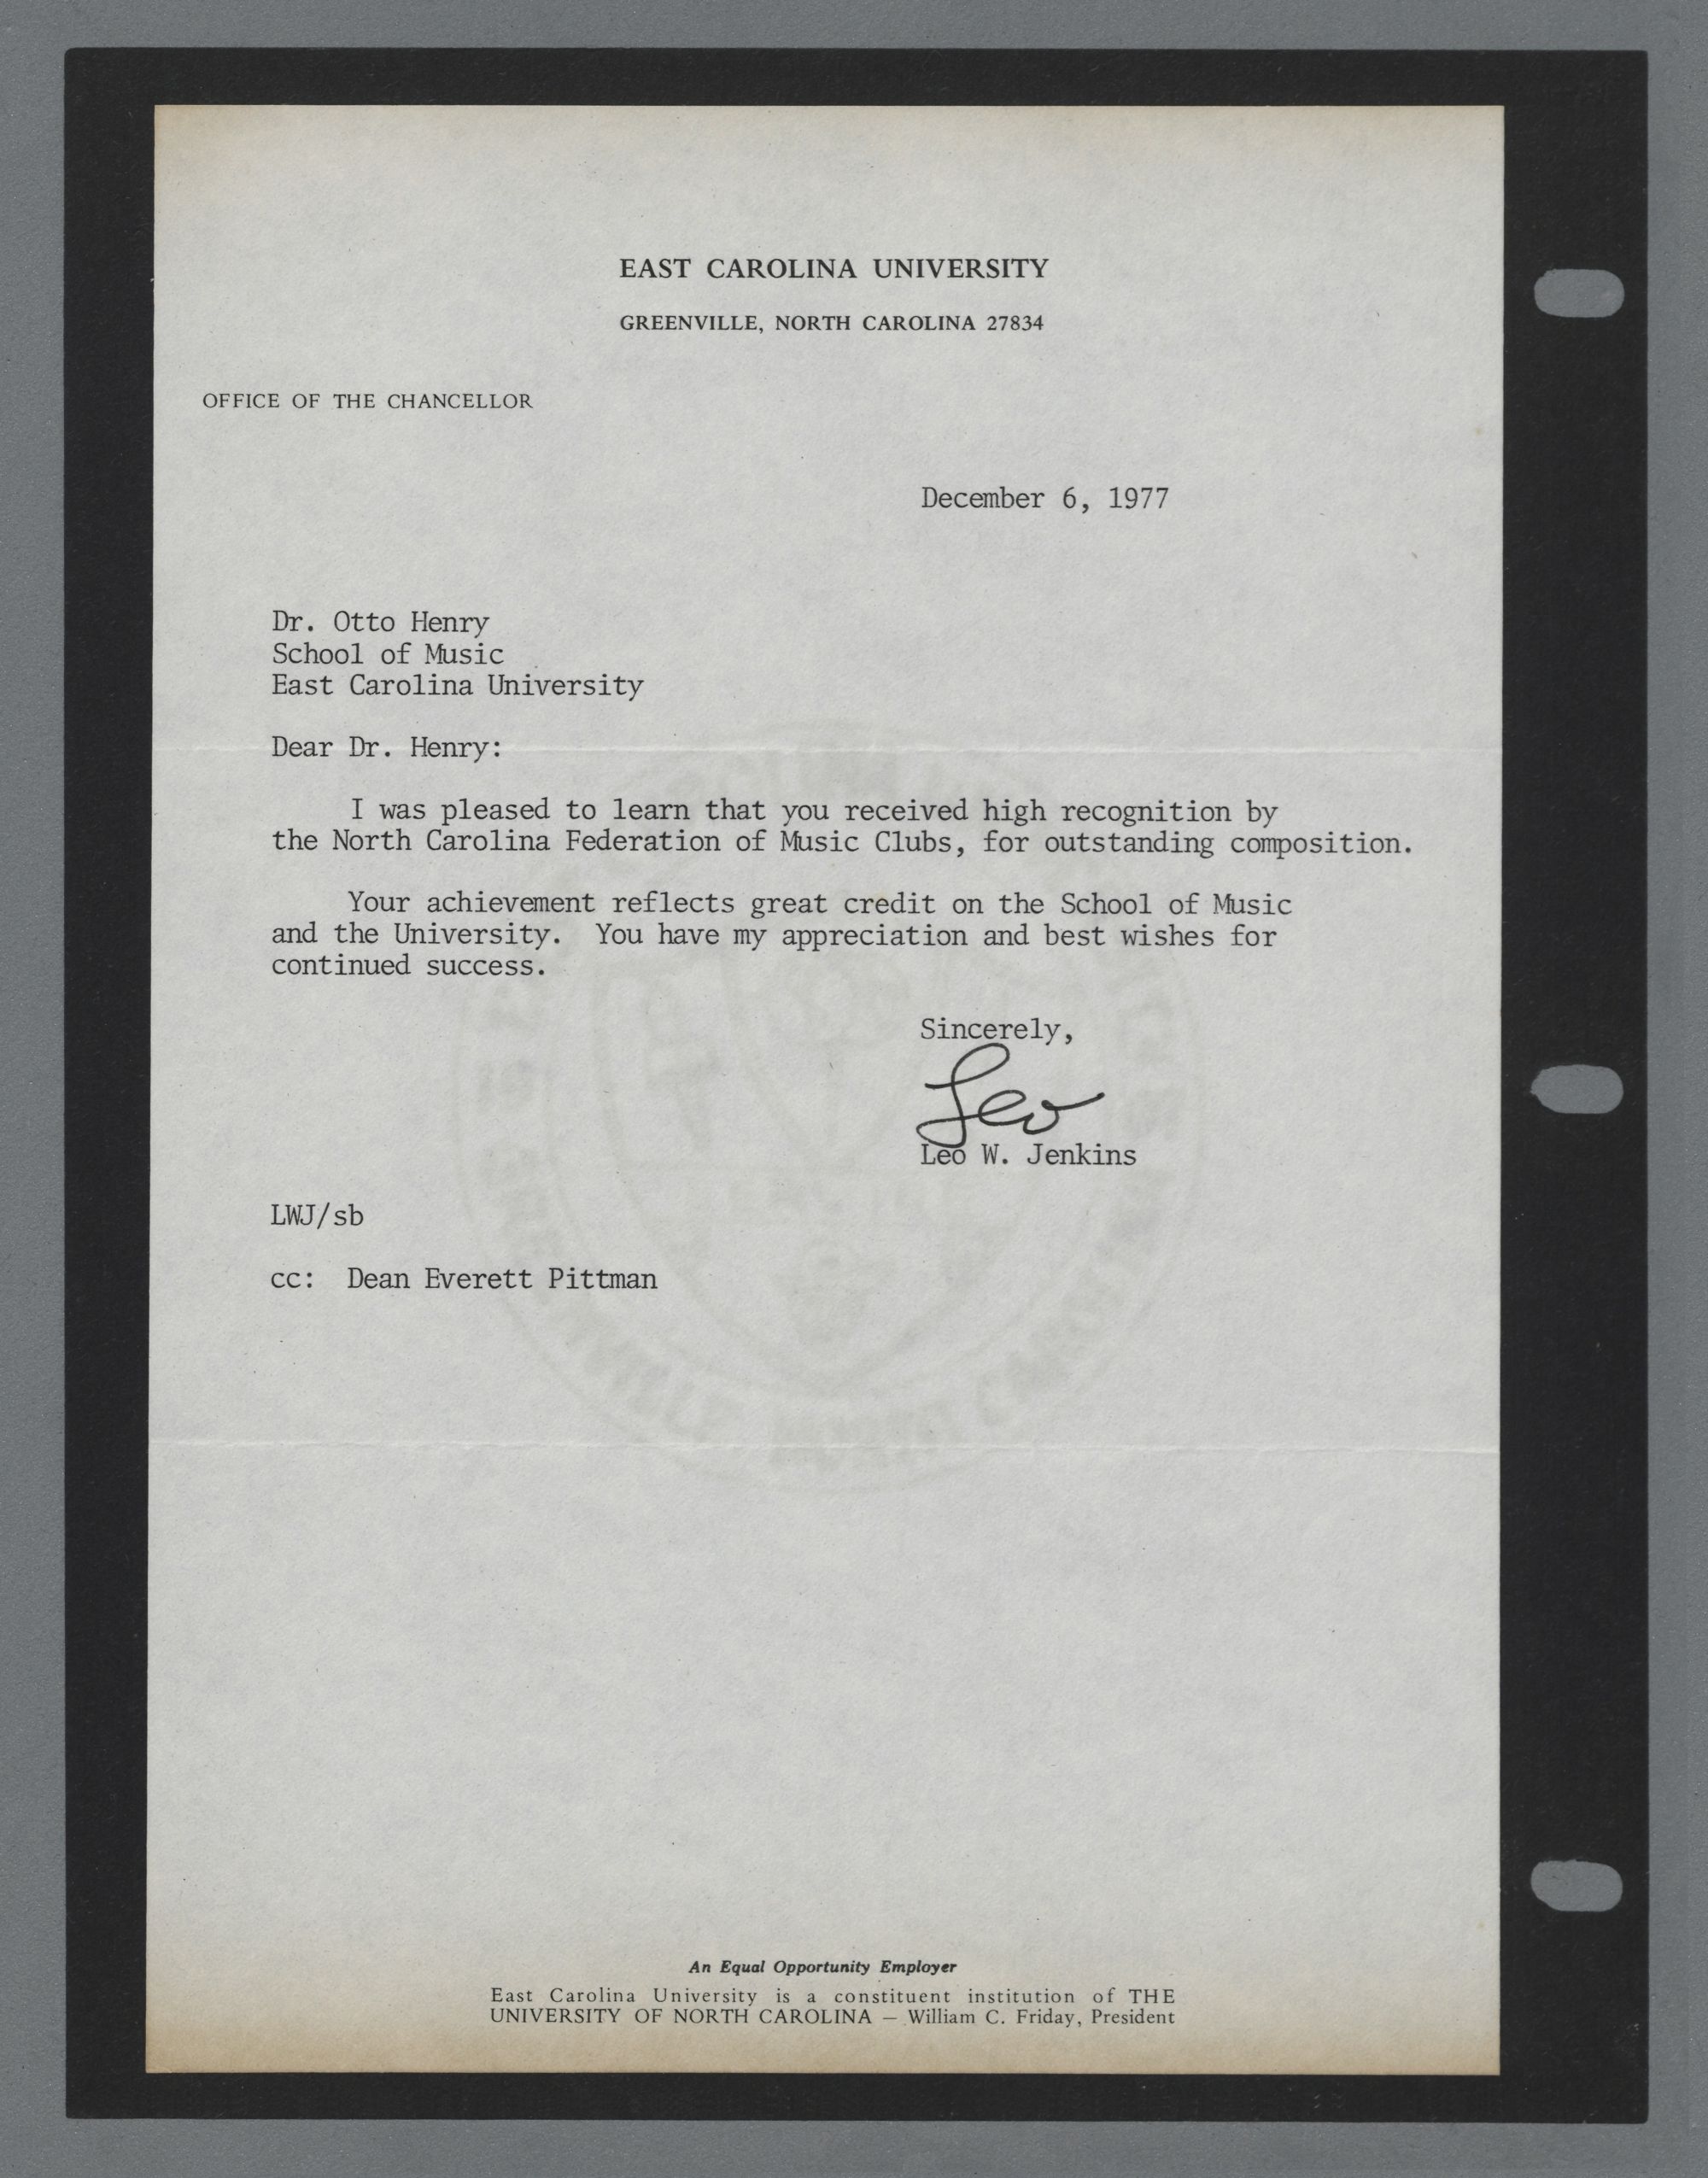 EAST CAROLINA UNIVERSITY
GREENVILLE, NORTH CAROLINA 27834
OFFICE OF THE CHANCELLOR
December 6, 1977
Dr. Otto Henry
School of Music
East Carolina University
Dear Dr. Henry:
I was pleased to learn that you received high recognition by
the North Carolina Federation of Music Clubs, for outstanding composition.
Your achievement reflects great credit on the School of Music
and the University.  You have my appreciation and best wishes for
continued success.
Sincerely,
Leo
Leo W. Jenkins
LWJ/sb
cc:  Dean Everett Pittman
An Equal Opportunity Employer
East Carolina University is a constituent institution of THE
UNIVERSITY OF NORTH CAROLINA — William C. Friday, President